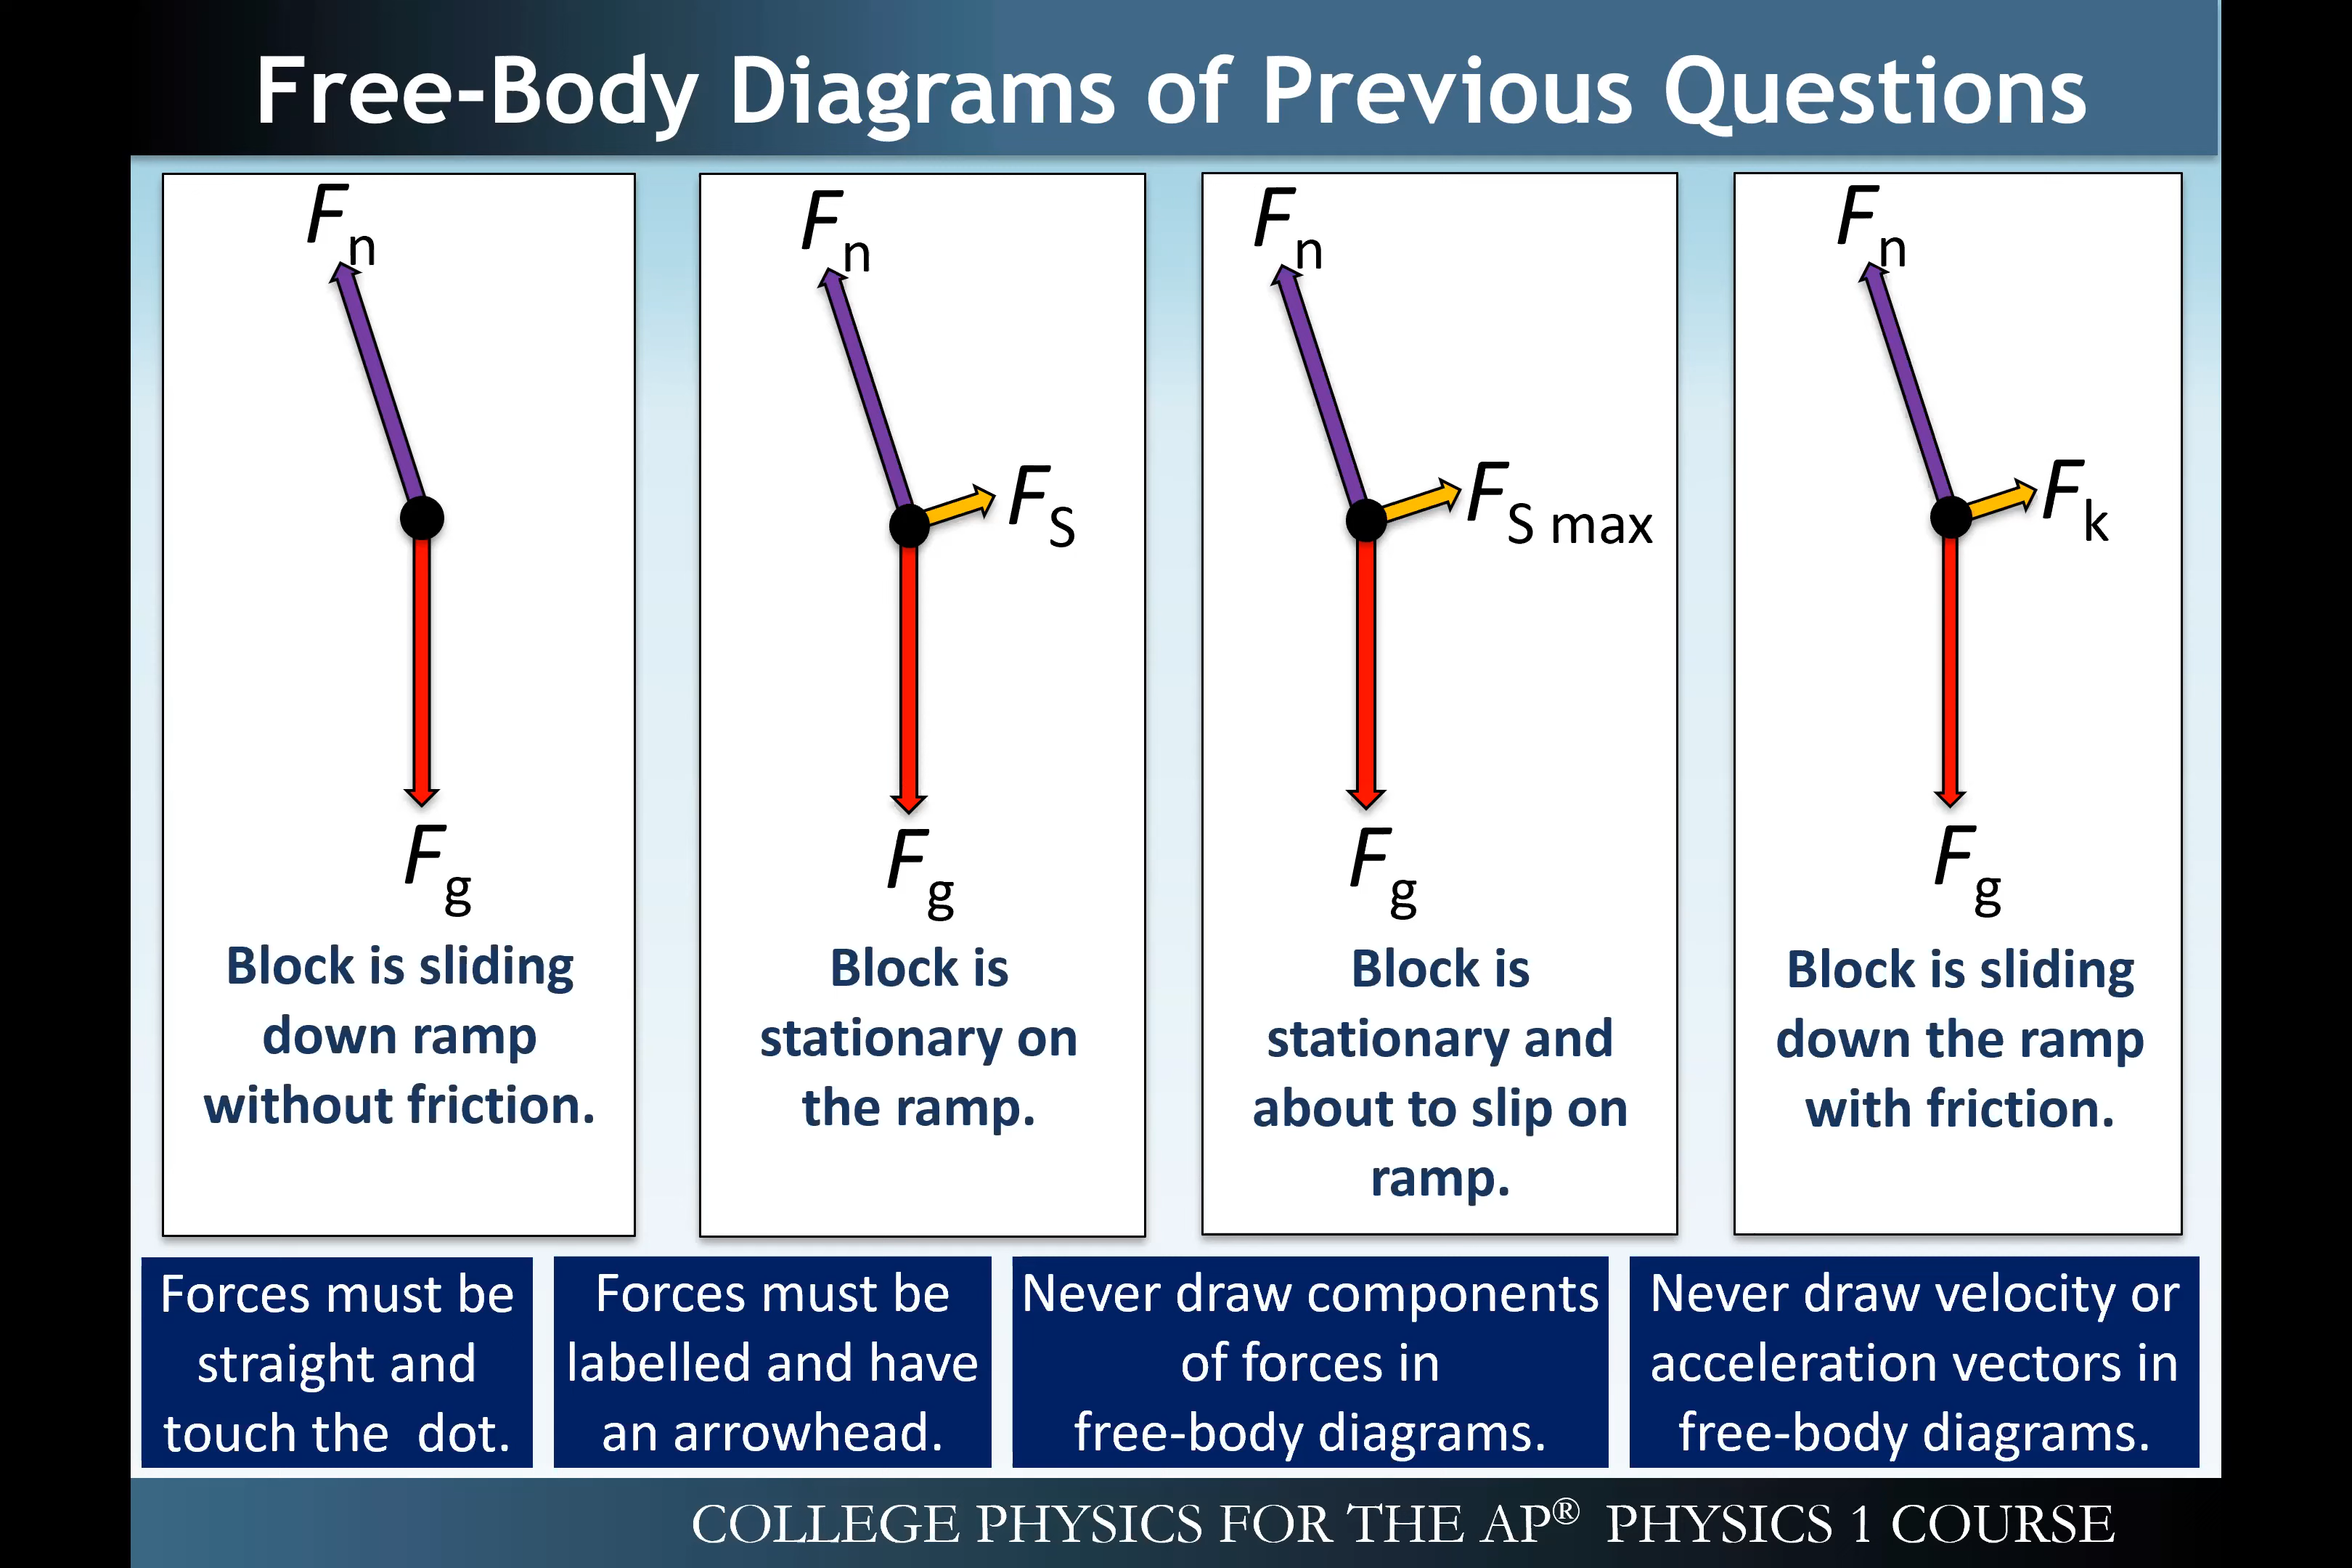 Free-Body Diagrams of Previous Questions
Fn
Fg
Block is sliding
down ramp
without friction.
Fn
FS
Fg
Block is
stationary on
the ramp.
Fn
FS max
Fg
Block is
stationary and
about to slip on
ramp.
Fn
Fk
Fg
Block is sliding
down the ramp
with friction.
Forces must be
straight and
touch the dot.
Forces must be
labelled and have
an arrowhead.
Never draw components
of forces in
free-body diagrams.
Never draw velocity or
acceleration vectors in
free-body diagrams.
COLLEGE PHYSICS FOR THE AP® PHYSICS 1 COURSE